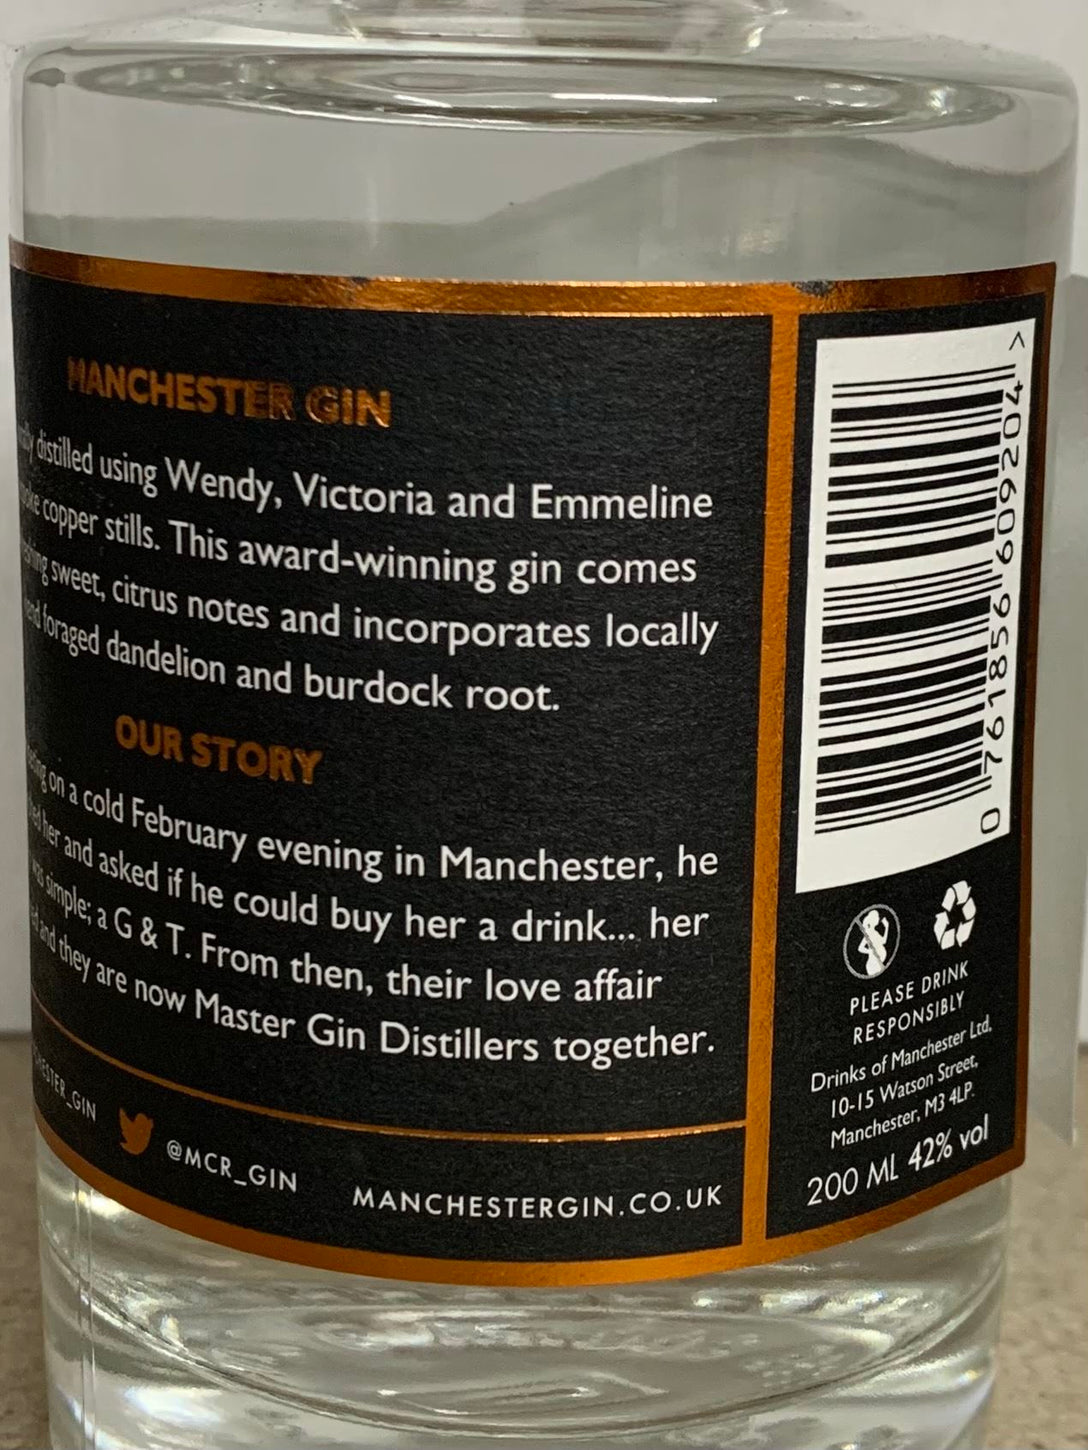 MANCHESTER GIN
distilled using Wendy, Victoria and Emmeline
copper stills. This award-winning gin comes
sweet, citrus notes and incorporates locally
foraged dandelion and burdock root.
OUR STORY
on a cold February evening in Manchester, he
her and asked if he could buy her a drink... her
was simple; a G & T. From then, their love affair
and they are now Master Gin Distillers together.
@MCR_GIN
MANCHESTERGIN.CO.UK
0 761856 609204 >
PLEASE DRINK
RESPONSIBLY
Drinks of Manchester Ltd,
10-15 Watson Street,
Manchester, M3 4LP.
200 ML 42% vol